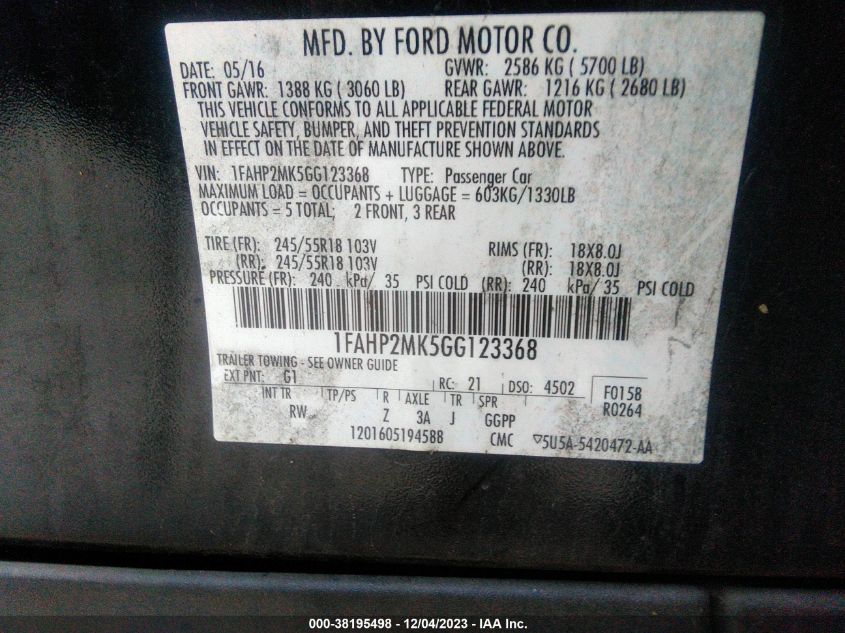 MFD. BY FORD MOTOR CO.
DATE: 05/16 GVWR: 2586 KG ( 5700 LB)
FRONT GAWR: 1388 KG ( 3060 LB) REAR GAWR: 1216 KG ( 2680 LB)
THIS VEHICLE CONFORMS TO ALL APPLICABLE FEDERAL MOTOR
VEHICLE SAFETY, BUMPER, AND THEFT PREVENTION STANDARDS
IN EFFECT ON THE DATE OF MANUFACTURE SHOWN ABOVE.
VIN: 1FAHP2MK5GG123368 TYPE: Passenger Car
MAXIMUM LOAD = OCCUPANTS + LUGGAGE = 603KG/1330LB
OCCUPANTS = 5 TOTAL; 2 FRONT, 3 REAR
TIRE (FR): 245/55R18 103V RIMS (FR): 18X8.0J
(RR): 245/55R18 103V (RR): 18X8.0J
PRESSURE (FR): 240 kPa/ 35 PSI COLD (RR): 240 kPa/ 35 PSI COLD
1FAHP2MK5GG123368
TRAILER TOWING - SEE OWNER GUIDE
EXT PNT: G1 RC: 21 DSO: 4502 F0158
INT TR TP/PS R AXLE TR SPR R0264
RW Z 3A J GGPP
1201605194588 CMC ▽5U5A-5420472-AA
000-38195498 - 12/04/2023 - IAA Inc.